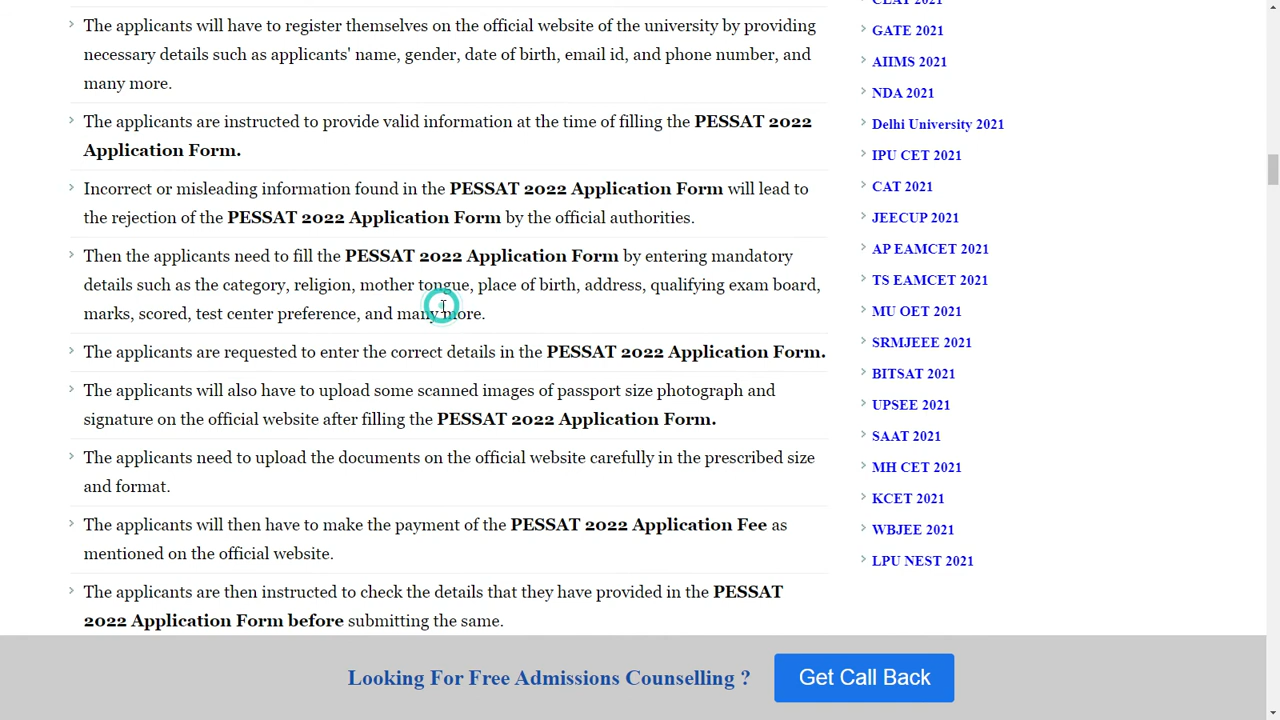 The applicants will have to register themselves on the official website of the university by providing
necessary details such as applicants' name, gender, date of birth, email id, and phone number, and
many more.
The applicants are instructed to provide valid information at the time of filling the PESSAT 2022
Application Form.
Incorrect or misleading information found in the PESSAT 2022 Application Form will lead to
the rejection of the PESSAT 2022 Application Form by the official authorities.
Then the applicants need to fill the PESSAT 2022 Application Form by entering mandatory
details such as the category, religion, mother tongue, place of birth, address, qualifying exam board,
marks, scored, test center preference, and many more.
The applicants are requested to enter the correct details in the PESSAT 2022 Application Form.
The applicants will also have to upload some scanned images of passport size photograph and
signature on the official website after filling the PESSAT 2022 Application Form.
The applicants need to upload the documents on the official website carefully in the prescribed size
and format.
The applicants will then have to make the payment of the PESSAT 2022 Application Fee as
mentioned on the official website.
The applicants are then instructed to check the details that they have provided in the PESSAT
2022 Application Form before submitting the same.
CLAT 2021
GATE 2021
AIIMS 2021
NDA 2021
Delhi University 2021
IPU CET 2021
CAT 2021
JEECUP 2021
AP EAMCET 2021
TS EAMCET 2021
MU OET 2021
SRMJEEE 2021
BITSAT 2021
UPSEE 2021
SAAT 2021
MH CET 2021
KCET 2021
WBJEE 2021
LPU NEST 2021
Looking For Free Admissions Counselling ?
Get Call Back